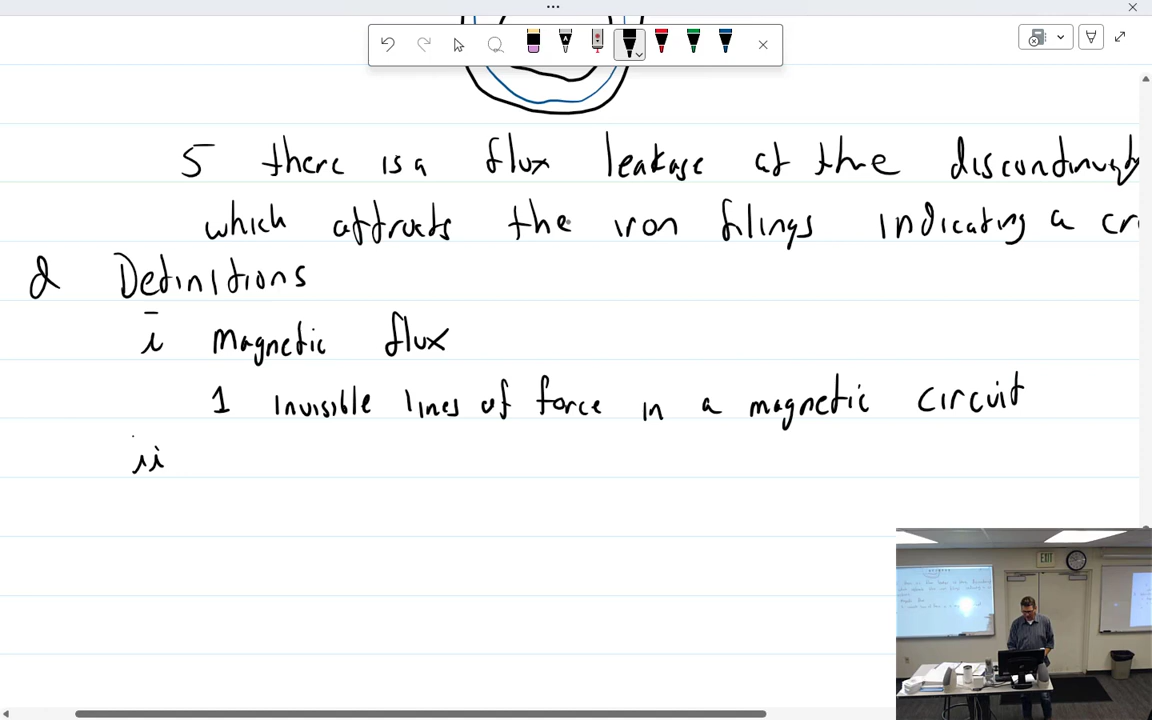 5 there is a flux leakage at the discontinuity
which attracts the iron filings indicating a cr
d Definitions
i magnetic flux
1 Invisible lines of force in a magnetic circuit
ii
EXIT